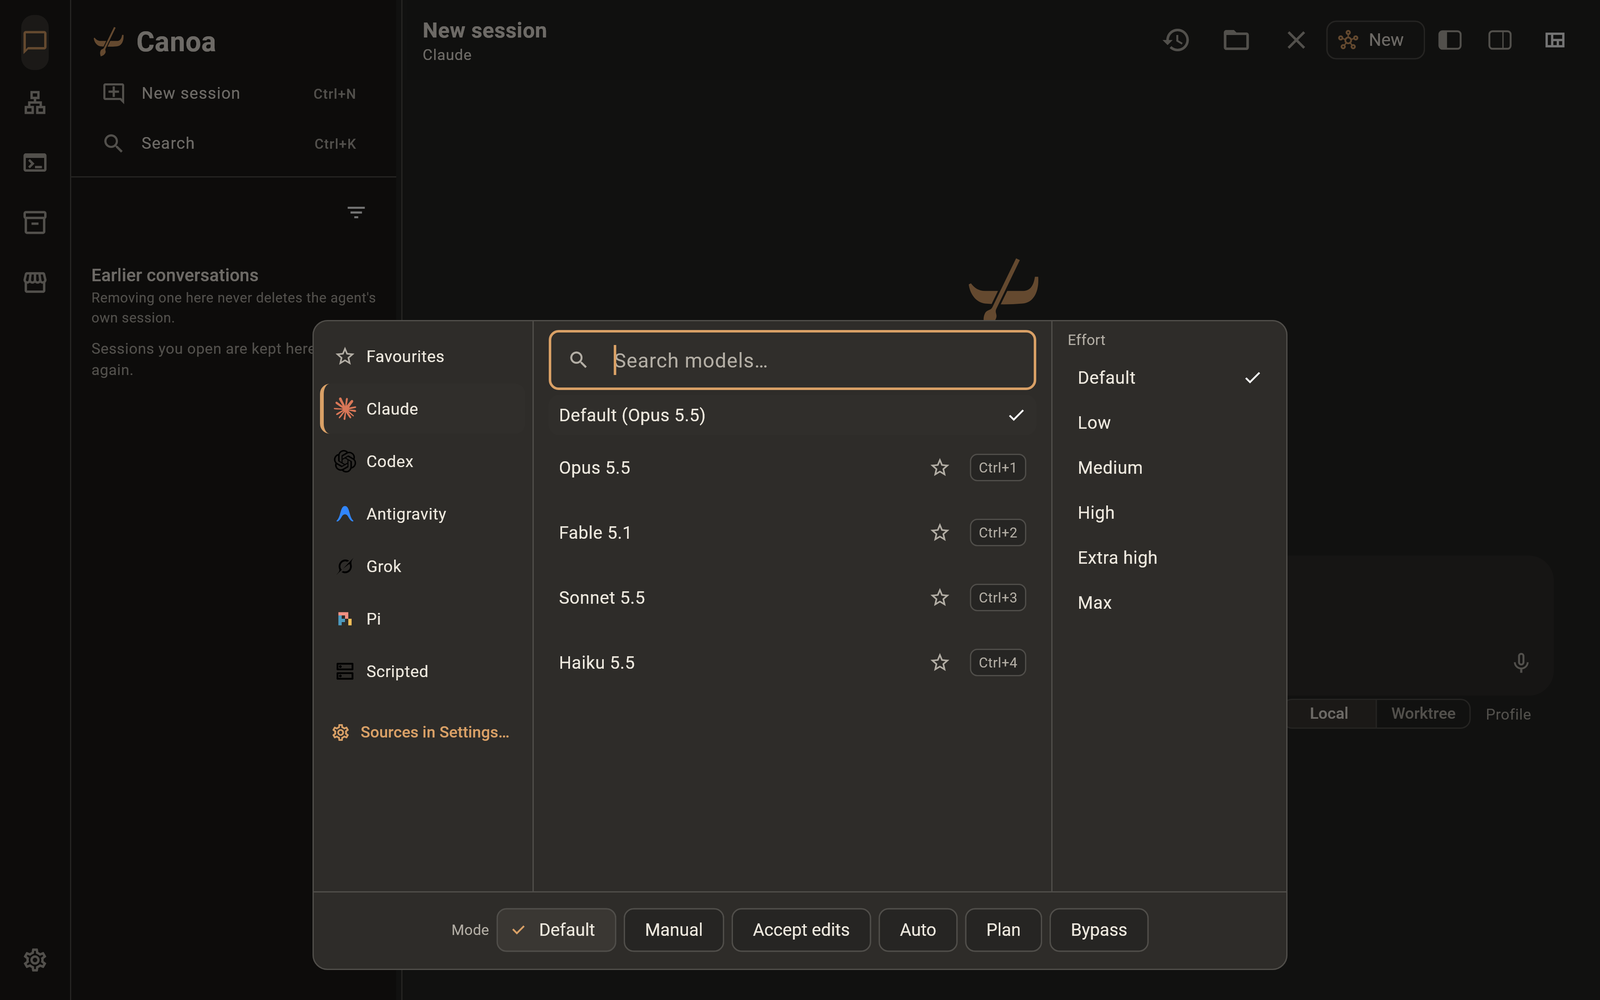 Canoa
New session Ctrl+N
Search Ctrl+K
Earlier conversations
Removing one here never deletes the agent's
own session.
Sessions you open are kept here
again.
New session
Claude
New
Favourites
Claude
Codex
Antigravity
Grok
Pi
Scripted
Sources in Settings...
Search models...
Default (Opus 5.5)
Opus 5.5 Ctrl+1
Fable 5.1 Ctrl+2
Sonnet 5.5 Ctrl+3
Haiku 5.5 Ctrl+4
Effort
Default
Low
Medium
High
Extra high
Max
Local Worktree Profile
Mode Default Manual Accept edits Auto Plan Bypass